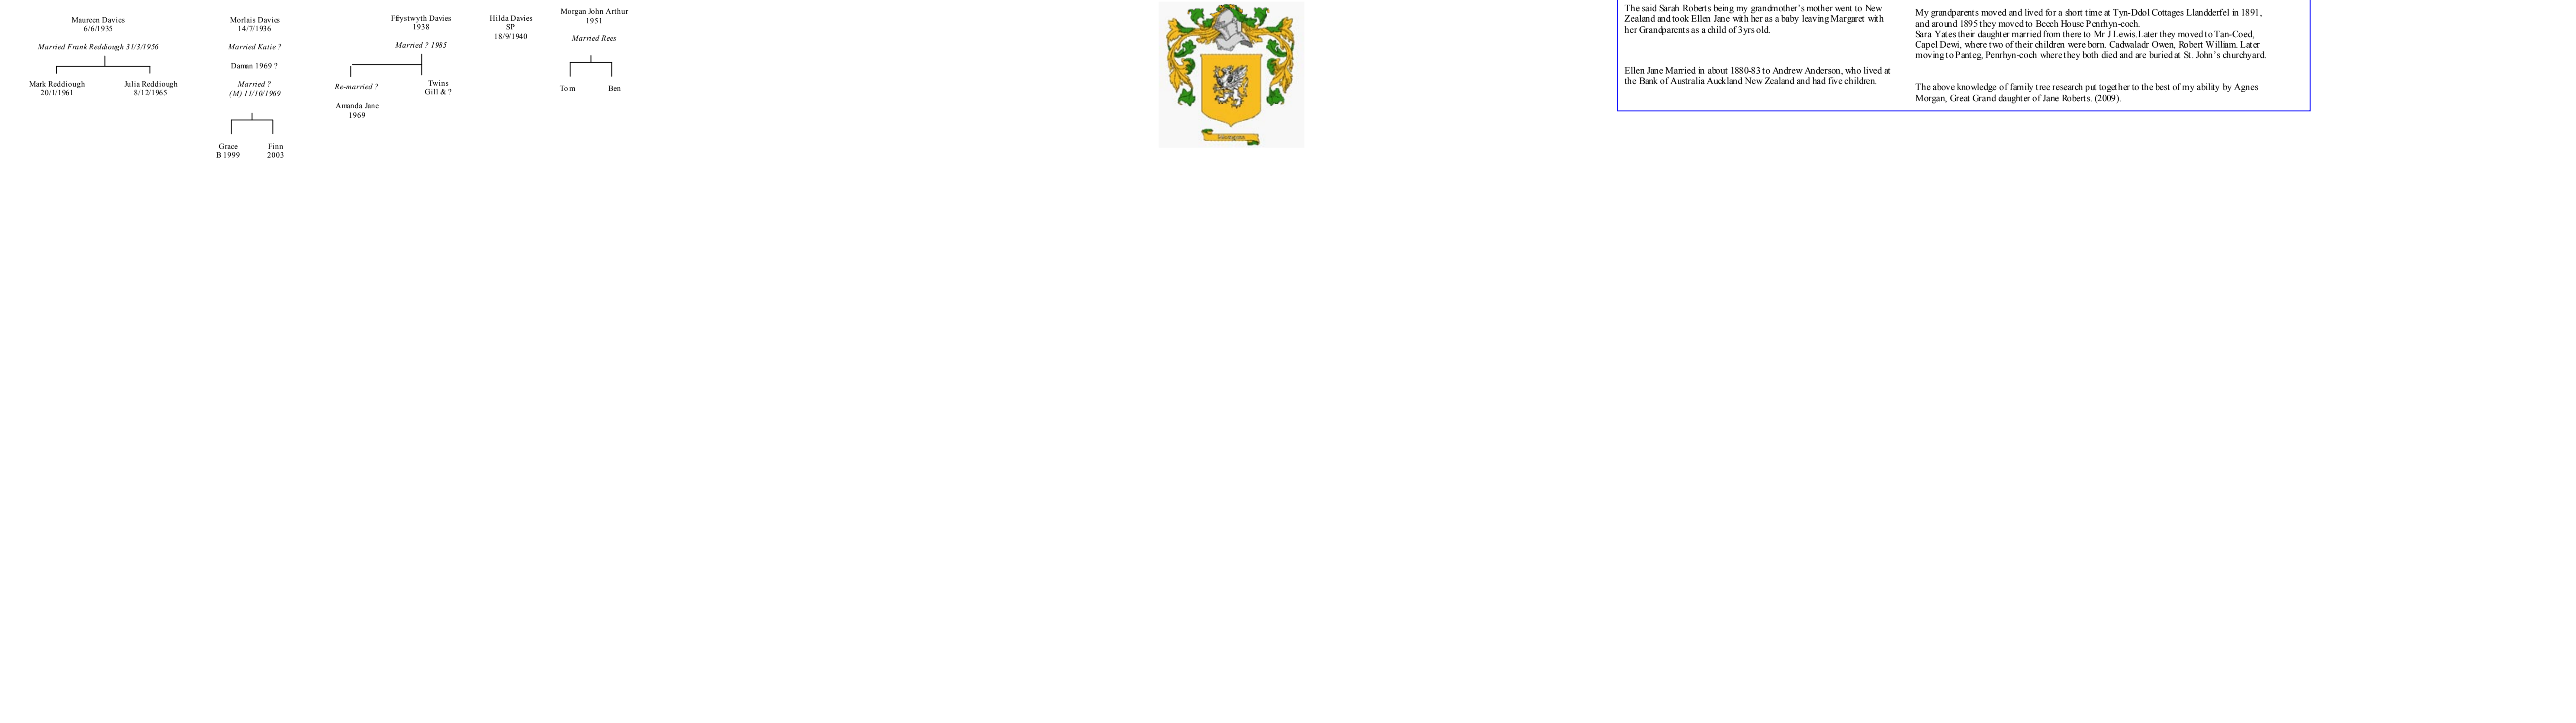 Maureen Davies
6/6/1935
Married Frank Reddiough 31/3/1956
Mark Reddiough
20/1/1961
Julia Reddiough
8/12/1965
Morlais Davies
14/7/1936
Married Katie ?
Daman 1969 ?
Married ?
(M) 11/10/1969
Grace
B 1999
Finn
2003
Ffystwyth Davies
1938
Married ? 1985
Re-married ?
Amanda Jane
1969
Twins
Gill & ?
Hilda Davies
SP
18/9/1940
Morgan John Arthur
1951
Married Rees
Tom
Ben
The said Sarah Roberts being my grandmother's mother went to New
Zealand and took Ellen Jane with her as a baby leaving Margaret with
her Grandparents as a child of 3yrs old.
Ellen Jane Married in about 1880-83 to Andrew Anderson, who lived at
the Bank of Australia Auckland New Zealand and had five children.
My grandparents moved and lived for a short time at Tyn-Ddol Cottages Llandderfel in 1891,
and around 1895 they moved to Beech House Penrhyn-coch.
Sara Yates their daughter married from there to Mr J Lewis.Later they moved to Tan-Coed,
Capel Dewi, where two of their children were born. Cadwaladr Owen, Robert William. Later
moving to Panteg, Penrhyn-coch where they both died and are buried at St. John's churchyard.
The above knowledge of family tree research put together to the best of my ability by Agnes
Morgan, Great Grand daughter of Jane Roberts. (2009).